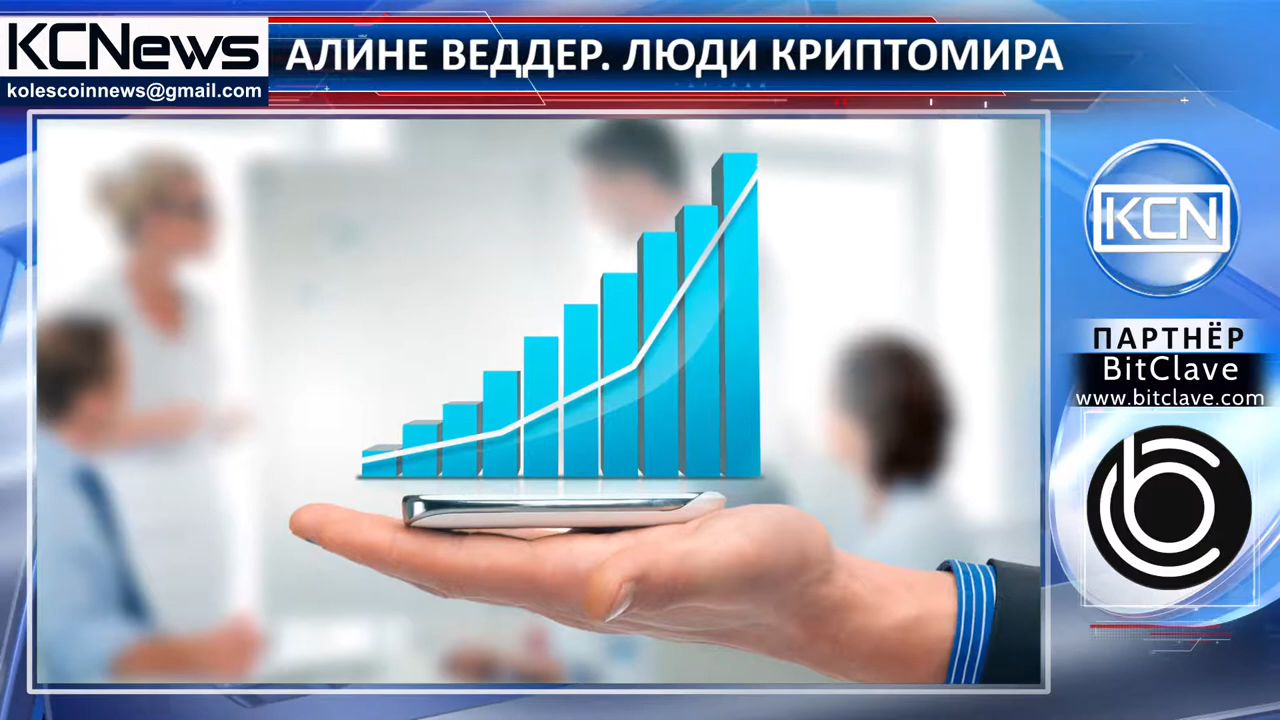 KCNews
kolescoinnews@gmail.com
АЛИНЕ ВЕДДЕР. ЛЮДИ КРИПТОМИРА
KCN
ПАРТНЁР
BitClave
www.bitclave.com